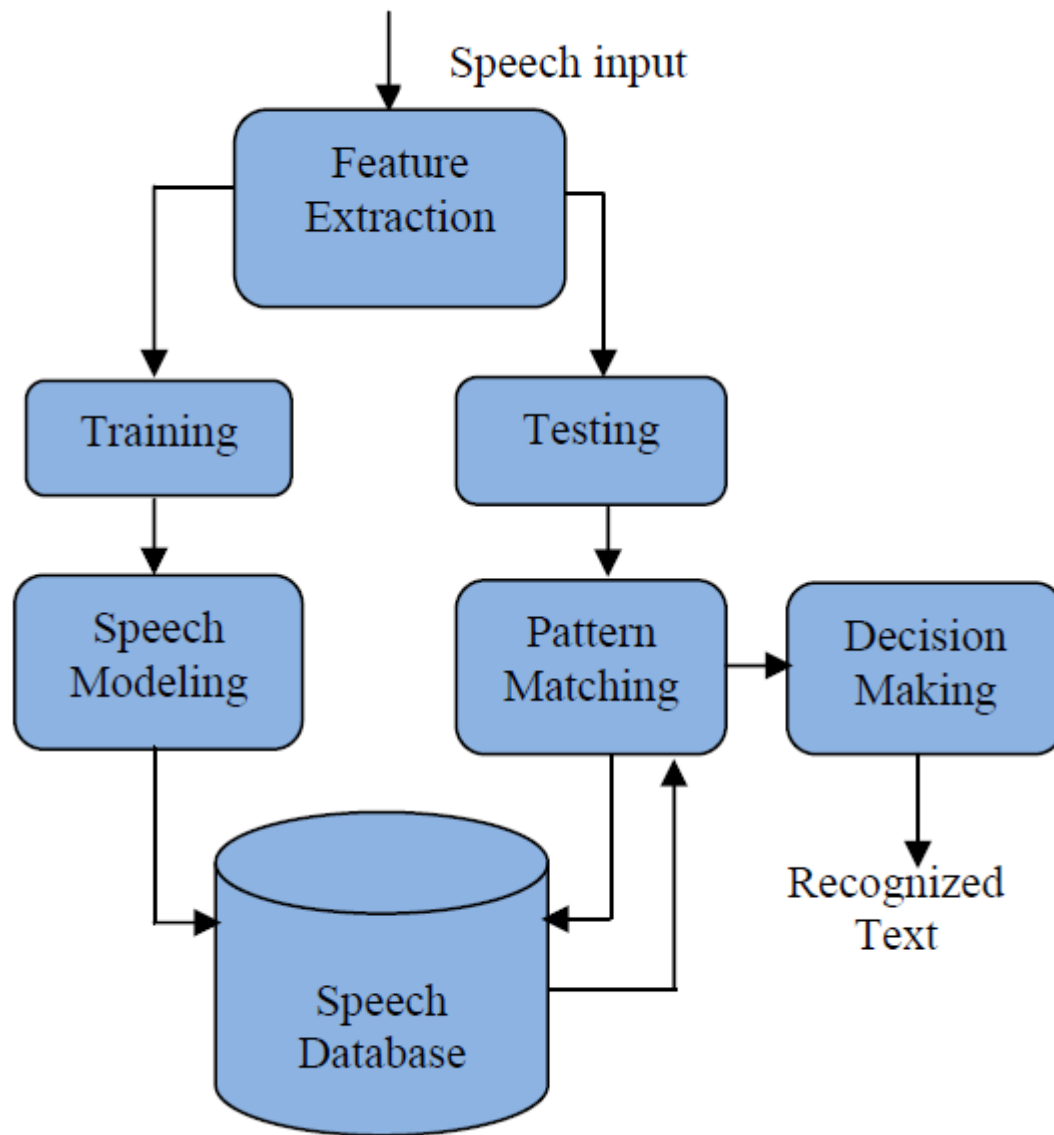 Speech input
Feature
Extraction
Training
Testing
Speech
Modeling
Pattern
Matching
Decision
Making
Recognized
Text
Speech
Database